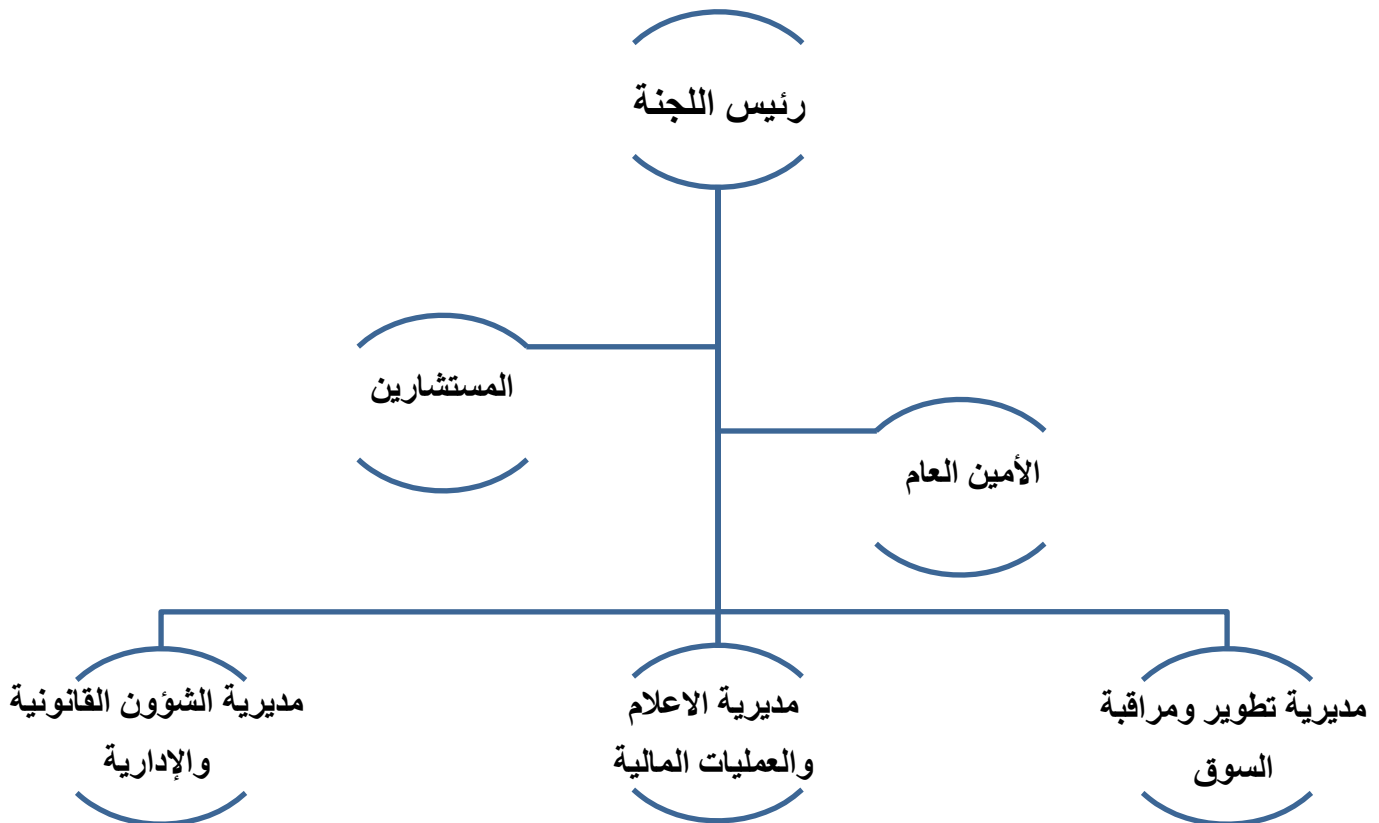 رئيس اللجنة
المستشارين
الأمين العام
مديرية تطوير ومراقبة
السوق
مديرية الاعلام
والعمليات المالية
مديرية الشؤون القانونية
والإدارية